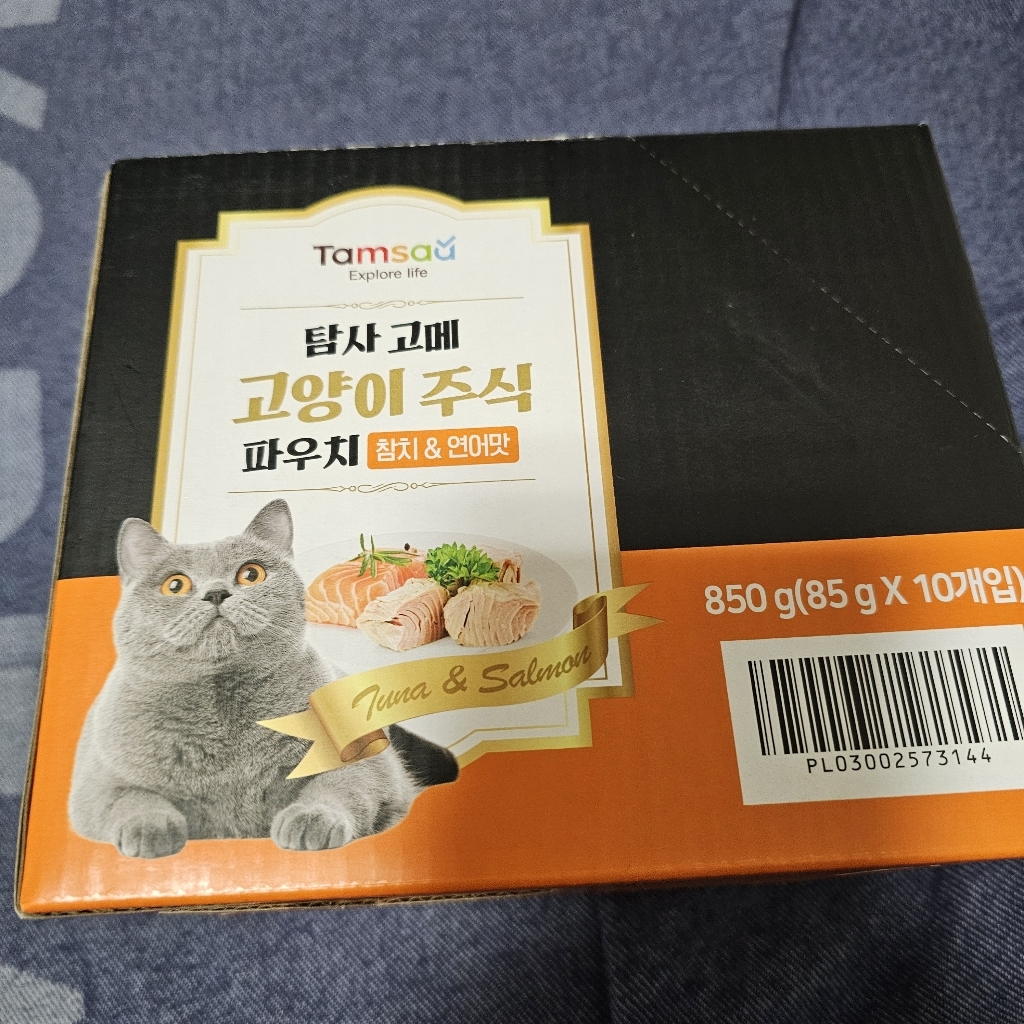 Tamsaa
Explore life
탐사 고메
고양이 주식
파우치 참치 & 연어맛
Tuna & Salmon
850 g(85 g X 10개입)
PL03002573144